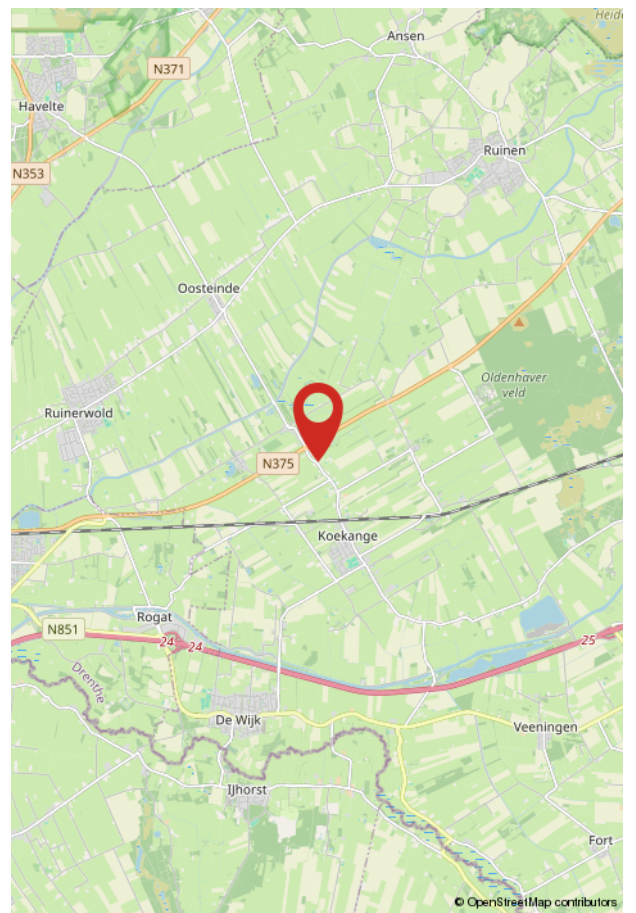 Heide
Ansen
N371
Havelte
Ruinen
N353
Oosteinde
Oldenhaver
veld
Ruinerwold
N375
Koekange
Rogat
N851
24
24
25
Drenthe
De Wijk
Veeningen
IJhorst
Fort
© OpenStreetMap contributors